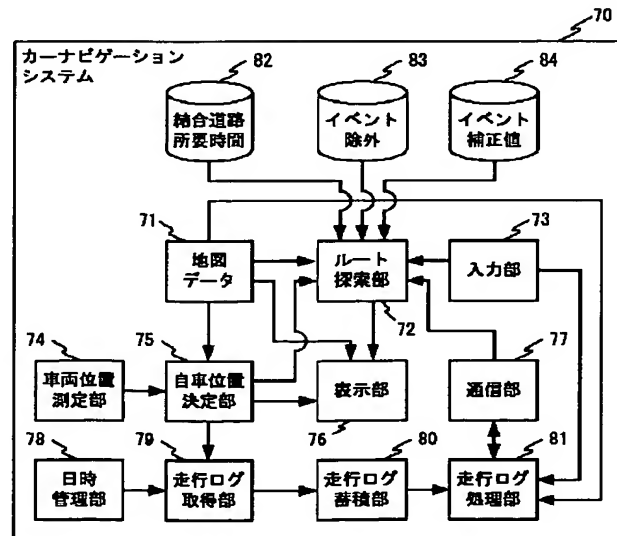 70
カーナビゲーション
システム
82
83
84
結合道路
所要時間
イベント
除外
イベント
補正値
71
73
地図
データ
ルート
探索部
入力部
72
74
75
77
車両位置
測定部
自車位置
決定部
表示部
通信部
76
78
79
80
81
日時
管理部
走行ログ
取得部
走行ログ
蓄積部
走行ログ
処理部